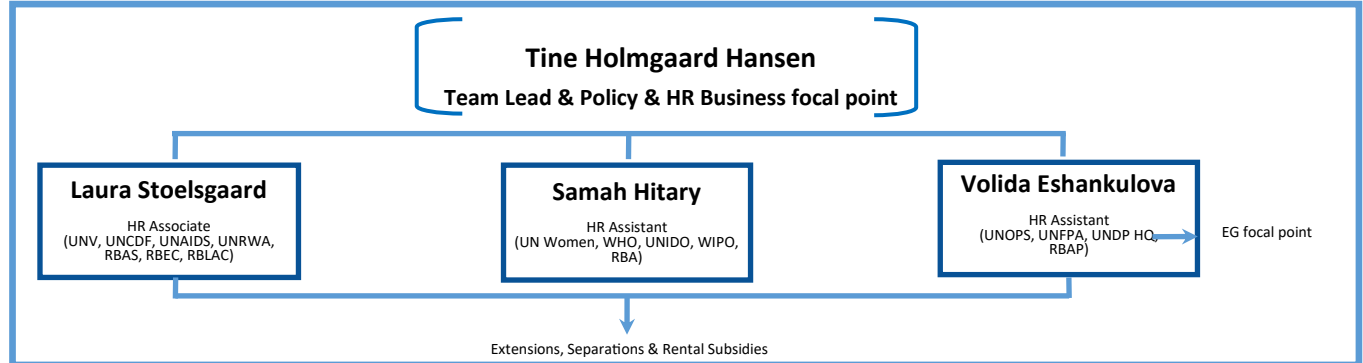 Tine Holmgaard Hansen
Team Lead & Policy & HR Business focal point
Laura Stoelsgaard
HR Associate
(UNV, UNCDF, UNAIDS, UNRWA,
RBAS, RBEC, RBLAC)
Samah Hitary
HR Assistant
(UN Women, WHO, UNIDO, WIPO,
RBA)
Volida Eshankulova
HR Assistant
(UNOPS, UNFPA, UNDP HQ,
RBAP)
EG focal point
Extensions, Separations & Rental Subsidies